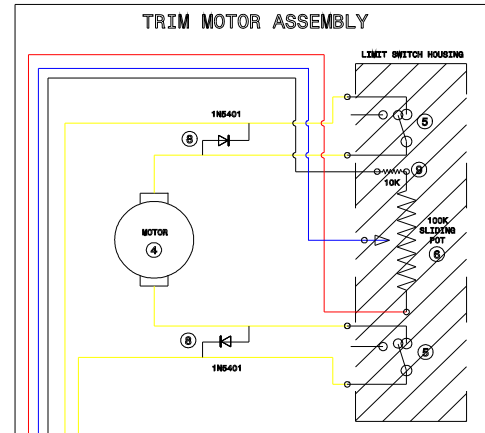 TRIM MOTOR ASSEMBLY
LIMIT SWITCH HOUSING
1N5401
5
8
9
10K
100K
SLIDING
POT
MOTOR
4
6
8
5
1N5401